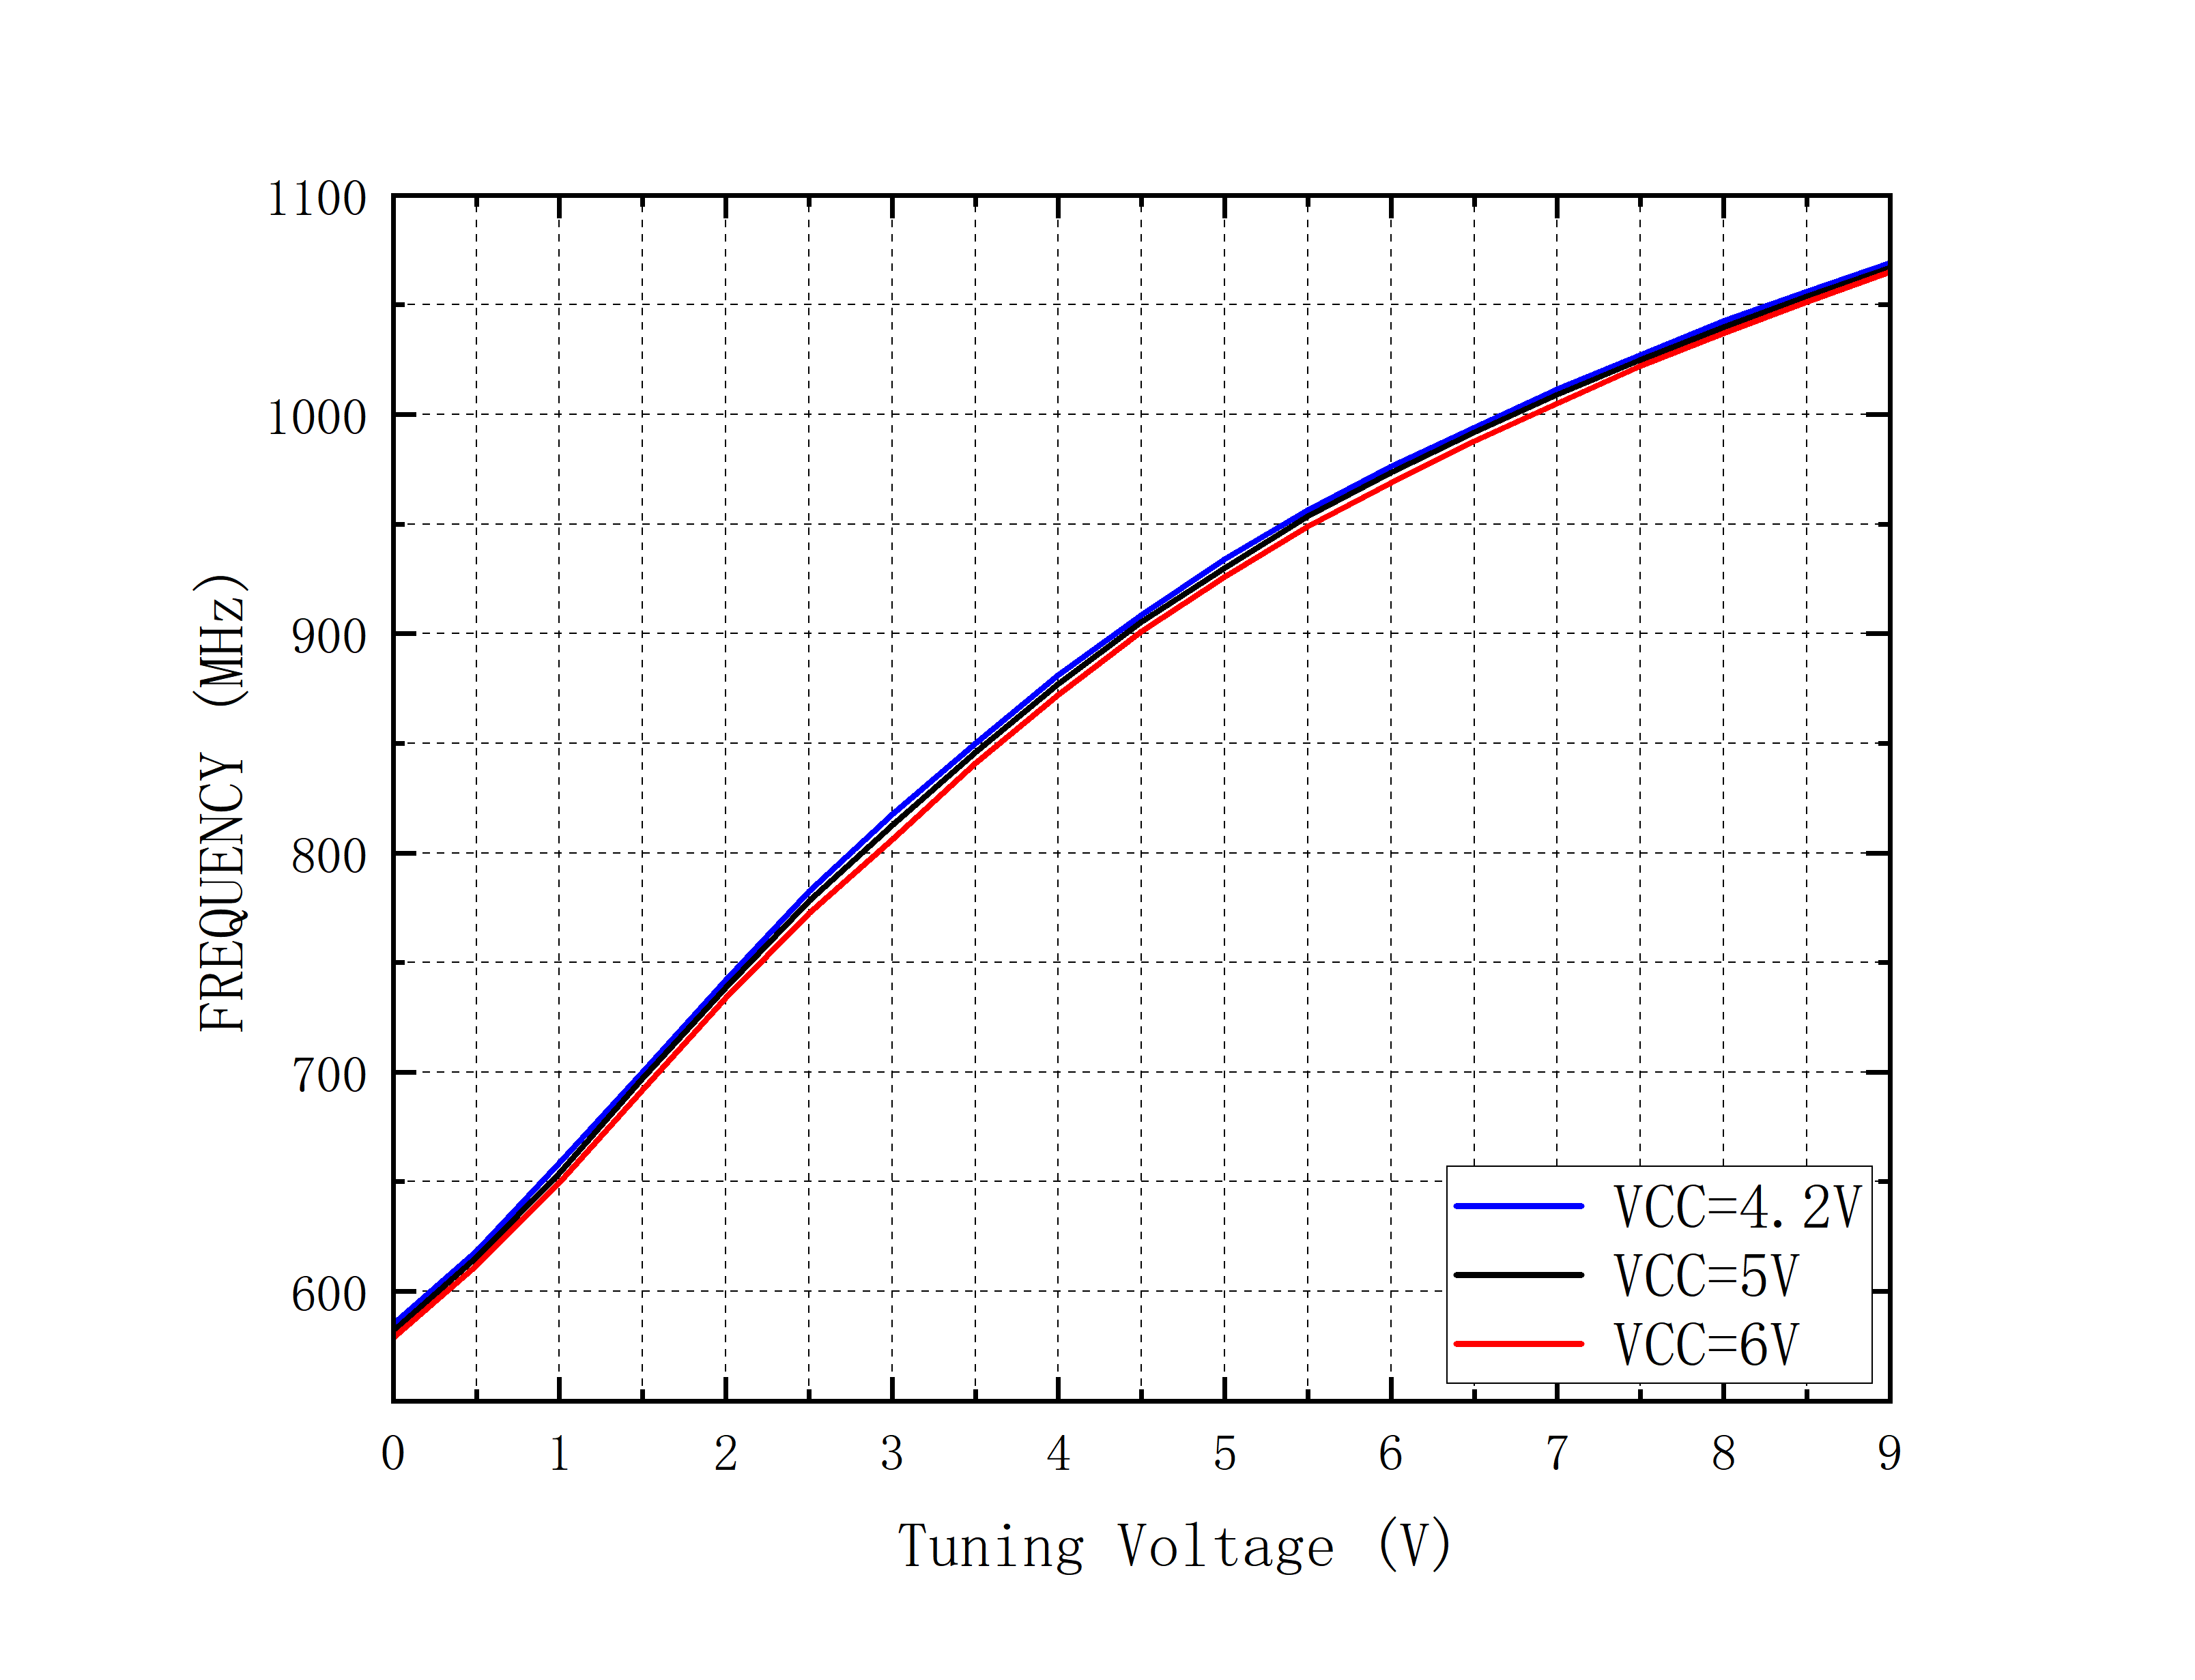 1100
1000
900
800
700
600
FREQUENCY (MHz)
VCC=4.2V
VCC=5V
VCC=6V
0 1 2 3 4 5 6 7 8 9
Tuning Voltage (V)